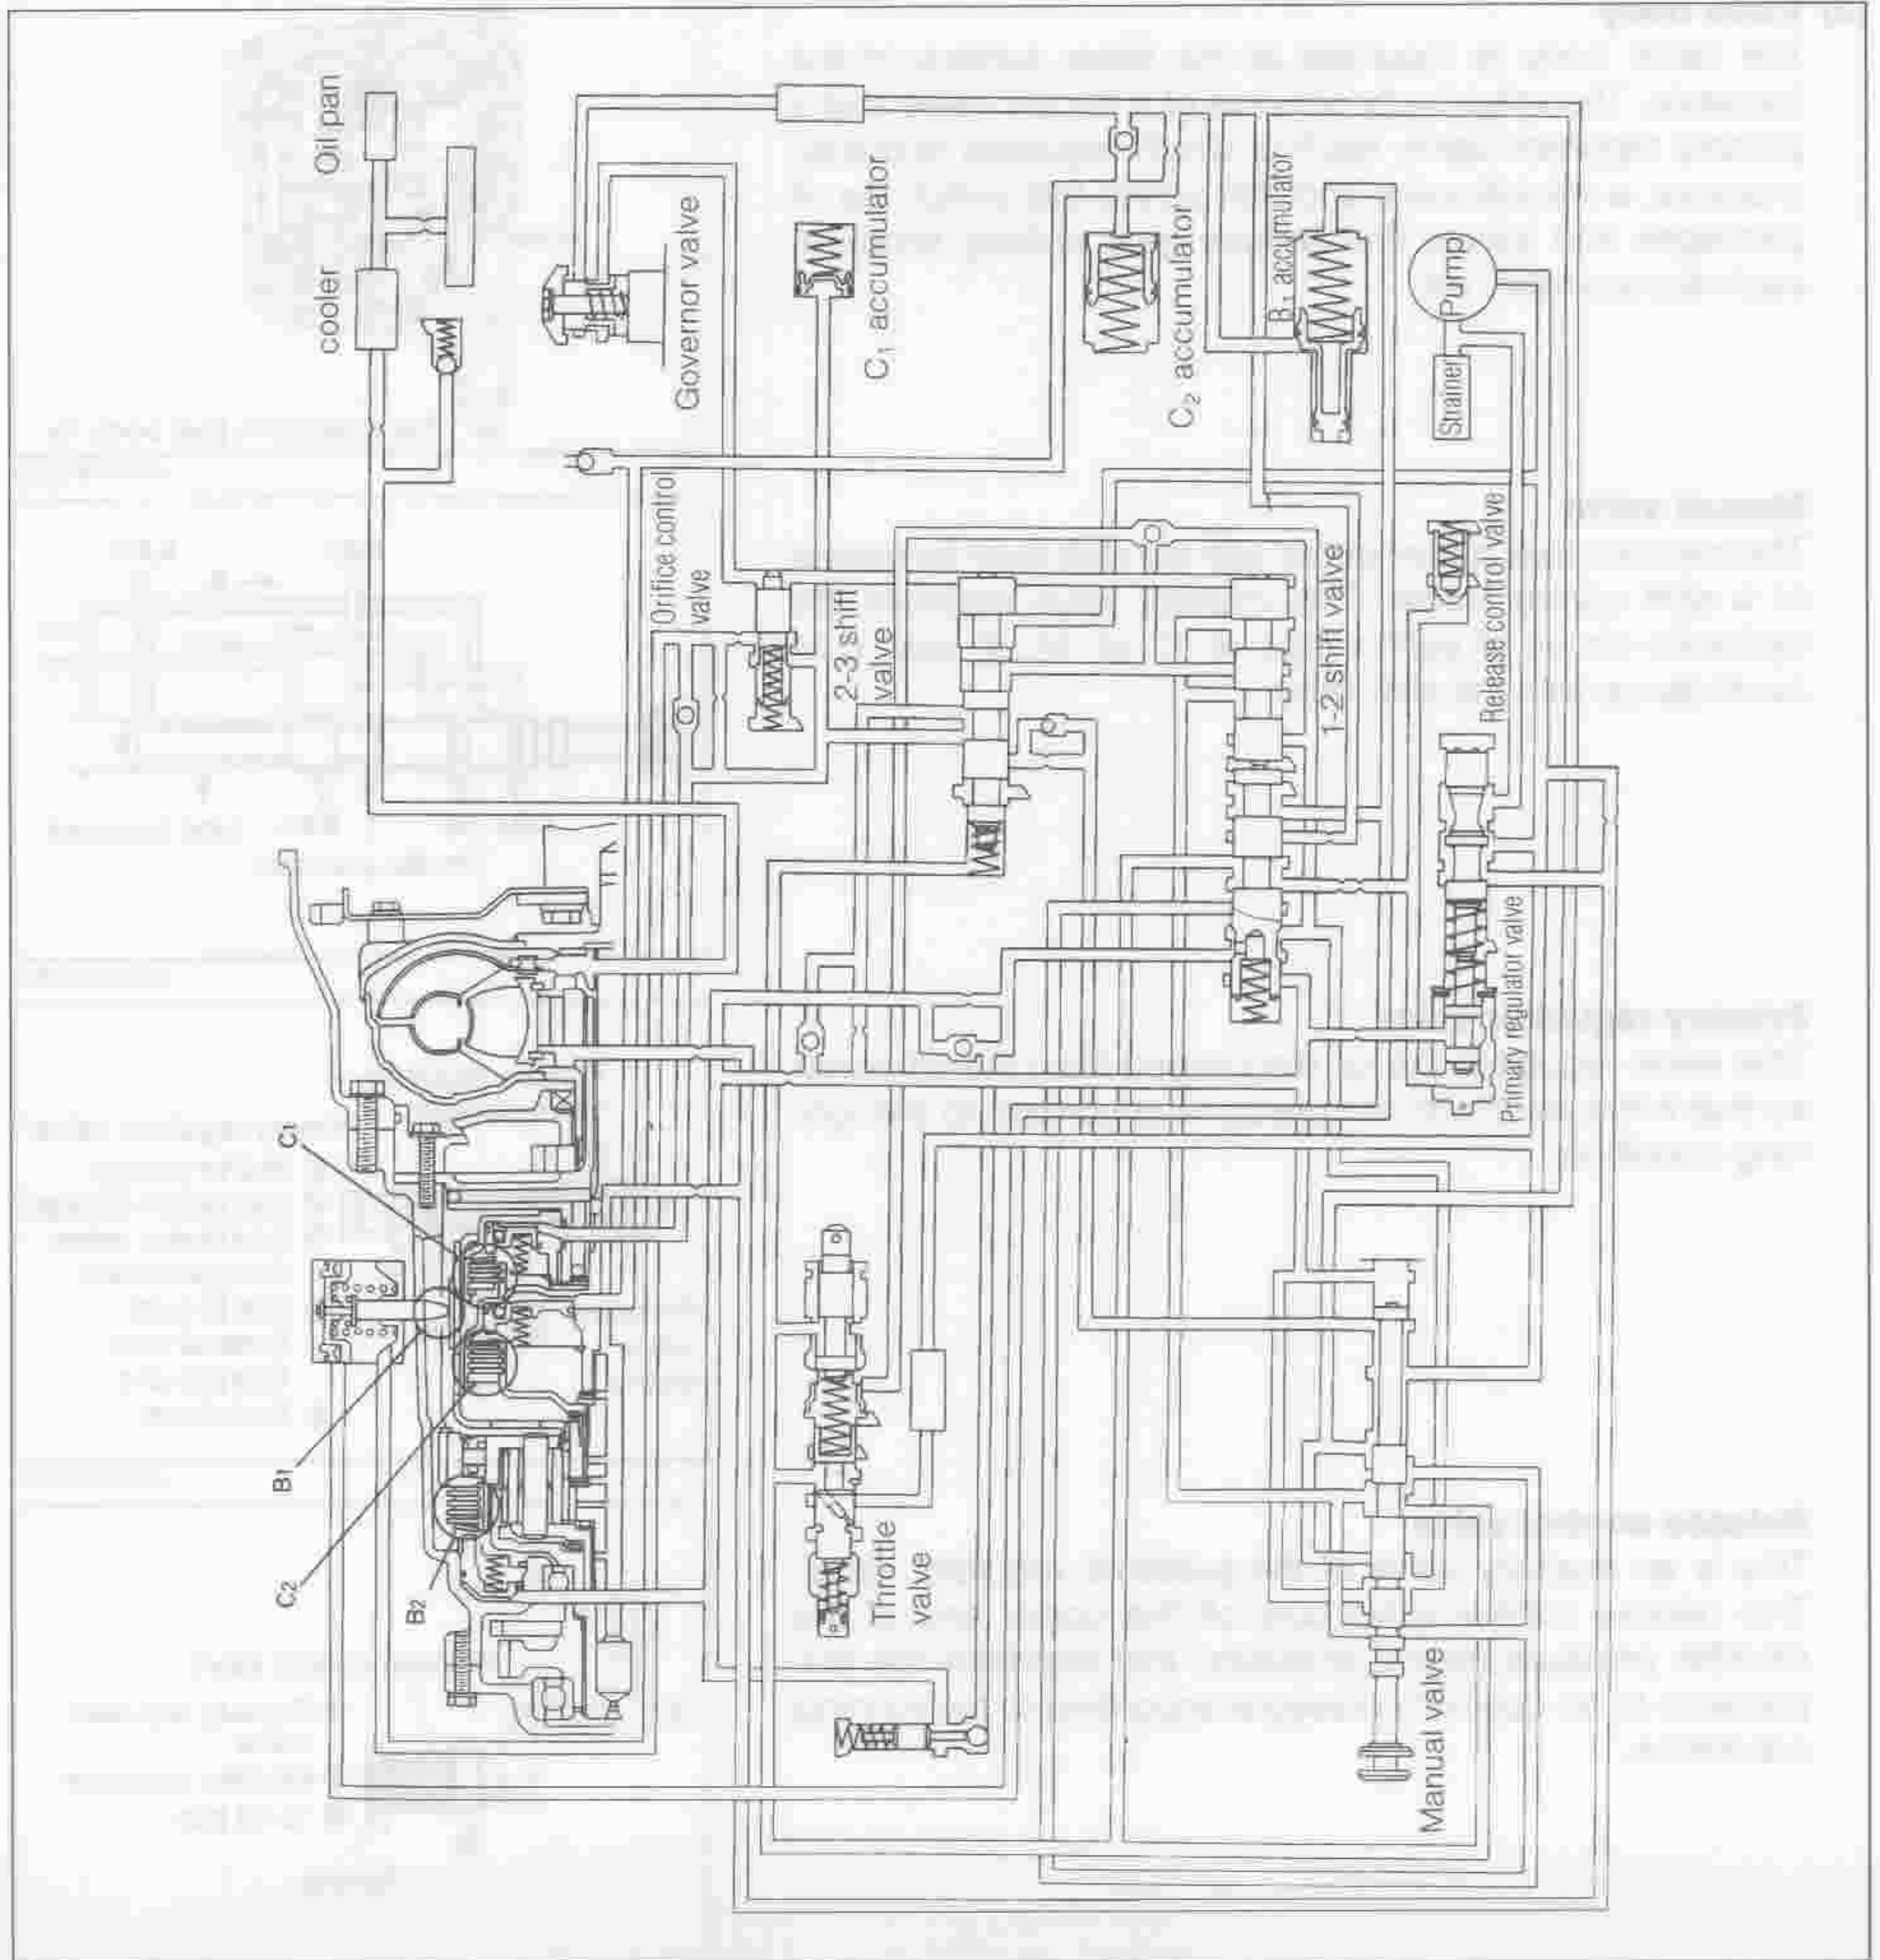 Oil pan
cooler
Governor valve
C₁ accumulator
C₂ accumulator
B₁ accumulator
Pump
Strainer
Orifice control
valve
2-3 shift
valve
1-2 shift valve
Release control valve
Primary regulator valve
C₁
B₁
C₂
B₂
Throttle
valve
Manual valve